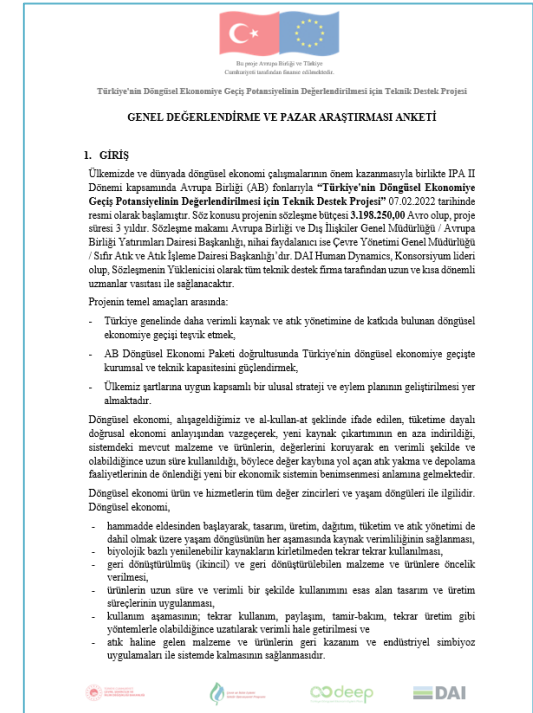 Bu proje Avrupa Birliği ve Türkiye
Cumhuriyeti tarafından finanse edilmektedir.
Türkiye'nin Döngüsel Ekonomiye Geçiş Potansiyelinin Değerlendirilmesi için Teknik Destek Projesi
GENEL DEĞERLENDİRME VE PAZAR ARAŞTIRMASI ANKETİ
1. GİRİŞ
Ülkemizde ve dünyada döngüsel ekonomi çalışmalarının önem kazanmasıyla birlikte IPA II
Dönemi kapsamında Avrupa Birliği (AB) fonlarıyla “Türkiye'nin Döngüsel Ekonomiye
Geçiş Potansiyelinin Değerlendirilmesi için Teknik Destek Projesi” 07.02.2022 tarihinde
resmi olarak başlamıştır. Söz konusu projenin sözleşme bütçesi 3.198.250,00 Avro olup, proje
süresi 3 yıldır. Sözleşme makamı Avrupa Birliği ve Dış İlişkiler Genel Müdürlüğü / Avrupa
Birliği Yatırımları Dairesi Başkanlığı, nihai faydalanıcı ise Çevre Yönetimi Genel Müdürlüğü
/ Sıfır Atık ve Atık İşleme Dairesi Başkanlığı’dır. DAI Human Dynamics, Konsorsiyum lideri
olup, Sözleşmenin Yüklenicisi olarak tüm teknik destek firma tarafından uzun ve kısa dönemli
uzmanlar vasıtası ile sağlanacaktır.
Projenin temel amaçları arasında:
- Türkiye genelinde daha verimli kaynak ve atık yönetimine de katkıda bulunan döngüsel
ekonomiye geçişi teşvik etmek,
- AB Döngüsel Ekonomi Paketi doğrultusunda Türkiye'nin döngüsel ekonomiye geçişte
kurumsal ve teknik kapasitesini güçlendirmek,
- Ülkemiz şartlarına uygun kapsamlı bir ulusal strateji ve eylem planının geliştirilmesi yer
almaktadır.
Döngüsel ekonomi, alışageldiğimiz ve al-kullan-at şeklinde ifade edilen, tüketime dayalı
doğrusal ekonomi anlayışından vazgeçerek, yeni kaynak çıkartımının en aza indirildiği,
sistemdeki mevcut malzeme ve ürünlerin, değerlerini koruyarak en verimli şekilde ve
olabildiğince uzun süre kullanıldığı, böylece değer kaybına yol açan atık yakma ve depolama
faaliyetlerinin de önlendiği yeni bir ekonomik sistemin benimsenmesi anlamına gelmektedir.
Döngüsel ekonomi ürün ve hizmetlerin tüm değer zincirleri ve yaşam döngüleri ile ilgilidir.
Döngüsel ekonomi,
- hammadde eldesinden başlayarak, tasarım, üretim, dağıtım, tüketim ve atık yönetimi de
dahil olmak üzere yaşam döngüsünün her aşamasında kaynak verimliliğinin sağlanması,
- biyolojik bazlı yenilenebilir kaynakların kirletilmeden tekrar tekrar kullanılması,
- geri dönüştürülmüş (ikincil) ve geri dönüştürülebilen malzeme ve ürünlere öncelik
verilmesi,
- ürünlerin uzun süre ve verimli bir şekilde kullanımını esas alan tasarım ve üretim
süreçlerinin uygulanması,
- kullanım aşamasının; tekrar kullanım, paylaşım, tamir-bakım, tekrar üretim gibi
yöntemlerle olabildiğince uzatılarak verimli hale getirilmesi ve
- atık haline gelen malzeme ve ürünlerin geri kazanım ve endüstriyel simbiyoz
uygulamaları ile sistemde kalmasının sağlanmasıdır.
deep
DAI